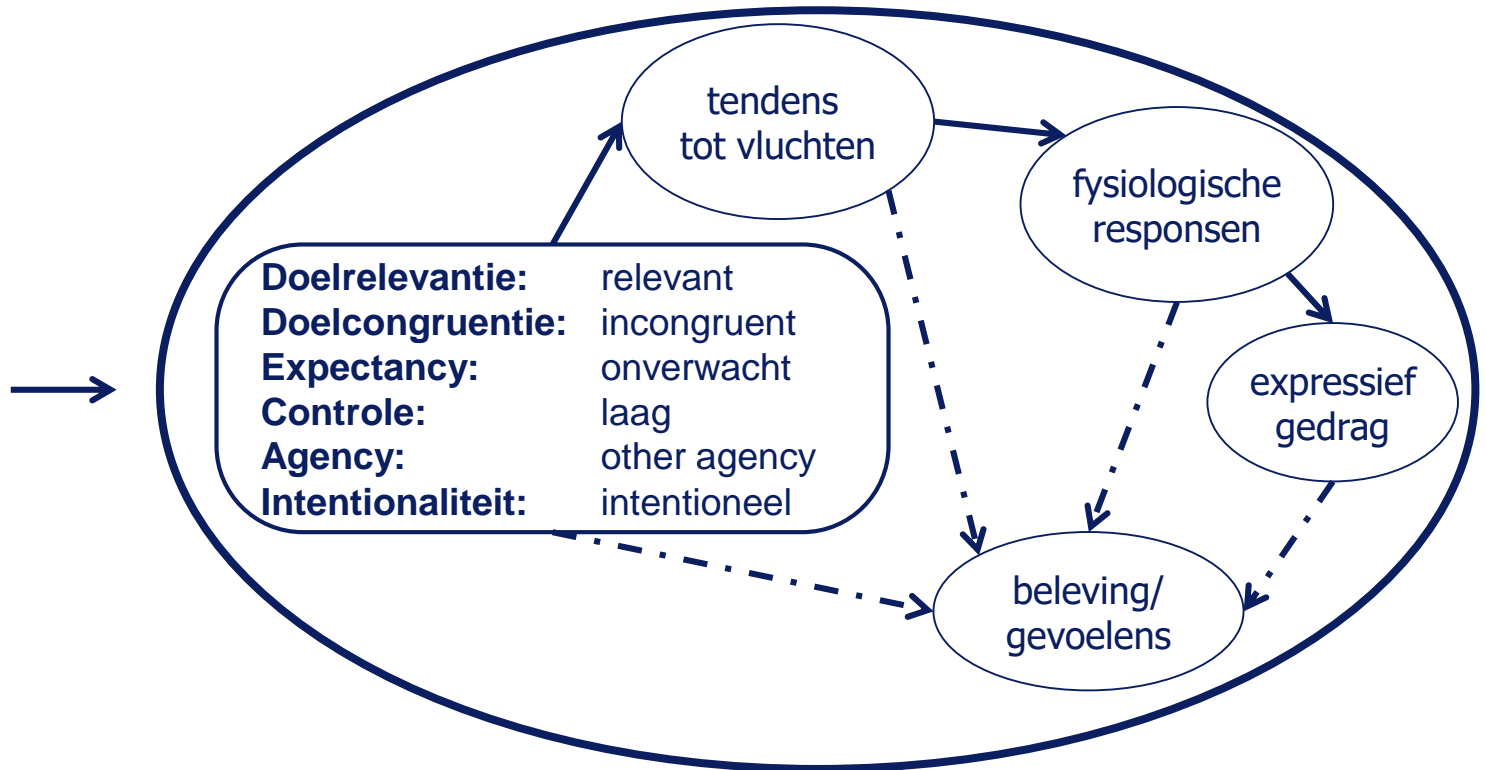 tendens
tot vluchten
fysiologische
responsen
Doelrelevantie: relevant
Doelcongruentie: incongruent
Expectancy: onverwacht
Controle: laag
Agency: other agency
Intentionaliteit: intentioneel
expressief
gedrag
beleving/
gevoelens